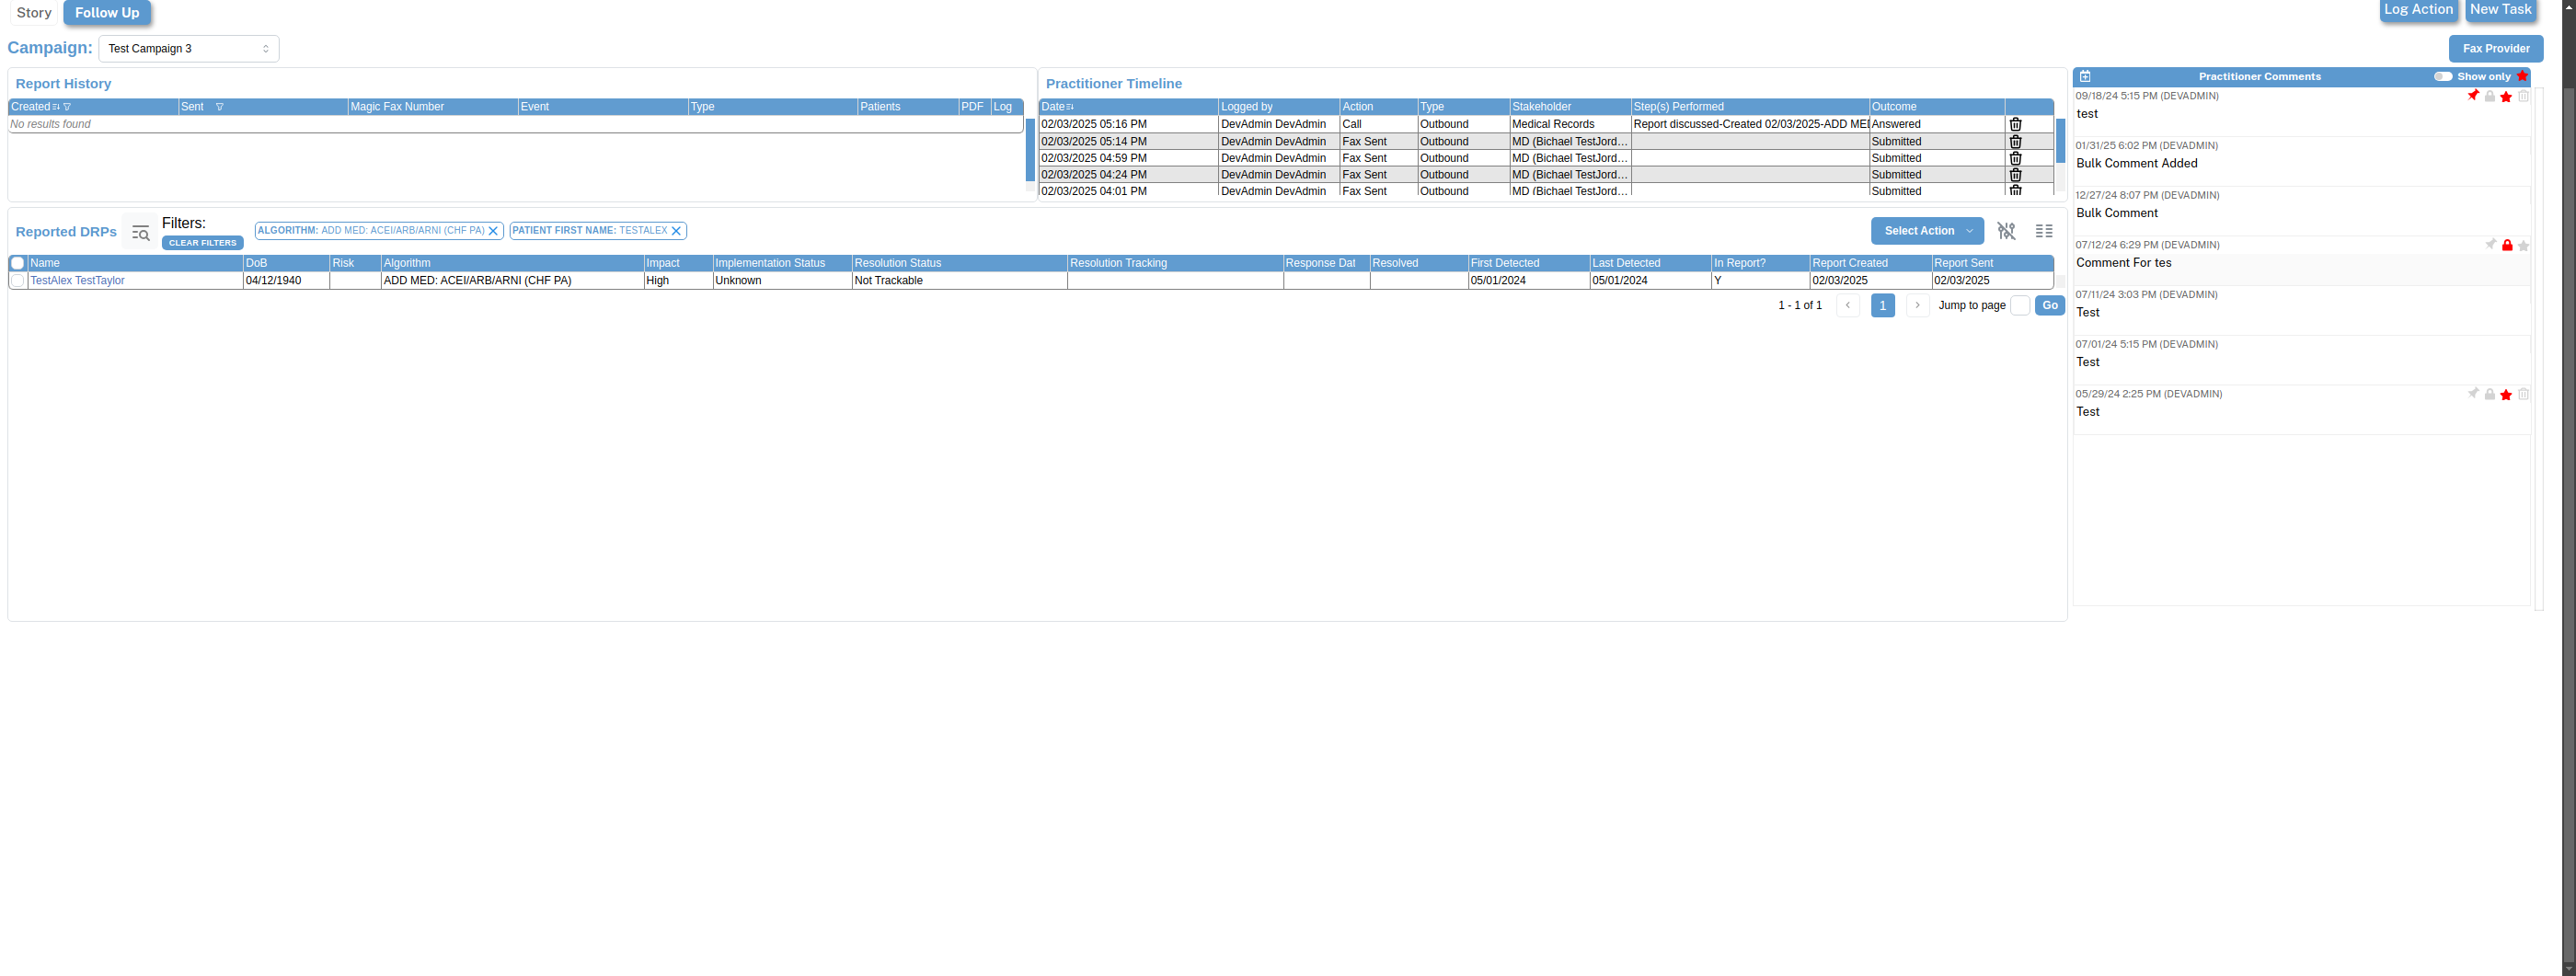 Story Follow Up Log Action New Task
Campaign: Test Campaign 3 Fax Provider
Report History
Created Sent Magic Fax Number Event Type Patients PDF Log
No results found
Practitioner Timeline
Date Logged by Action Type Stakeholder Step(s) Performed Outcome
02/03/2025 05:16 PM DevAdmin DevAdmin Call Outbound Medical Records Report discussed-Created 02/03/2025-ADD MED Answered
02/03/2025 05:14 PM DevAdmin DevAdmin Fax Sent Outbound MD (Bichael TestJord… Submitted
02/03/2025 04:59 PM DevAdmin DevAdmin Fax Sent Outbound MD (Bichael TestJord… Submitted
02/03/2025 04:24 PM DevAdmin DevAdmin Fax Sent Outbound MD (Bichael TestJord… Submitted
02/03/2025 04:01 PM DevAdmin DevAdmin Fax Sent Outbound MD (Bichael TestJord… Submitted
Reported DRPs Filters:
CLEAR FILTERS
ALGORITHM: ADD MED: ACEI/ARB/ARNI (CHF PA) PATIENT FIRST NAME: TESTALEX
Select Action
Name DoB Risk Algorithm Impact Implementation Status Resolution Status Resolution Tracking Response Dat Resolved First Detected Last Detected In Report? Report Created Report Sent
TestAlex TestTaylor 04/12/1940 ADD MED: ACEI/ARB/ARNI (CHF PA) High Unknown Not Trackable 05/01/2024 05/01/2024 Y 02/03/2025 02/03/2025
1 - 1 of 1 1 Jump to page Go
Practitioner Comments Show only
09/18/24 5:15 PM (DEVADMIN)
test
01/31/25 6:02 PM (DEVADMIN)
Bulk Comment Added
12/27/24 8:07 PM (DEVADMIN)
Bulk Comment
07/12/24 6:29 PM (DEVADMIN)
Comment For tes
07/11/24 3:03 PM (DEVADMIN)
Test
07/01/24 5:15 PM (DEVADMIN)
Test
05/29/24 2:25 PM (DEVADMIN)
Test